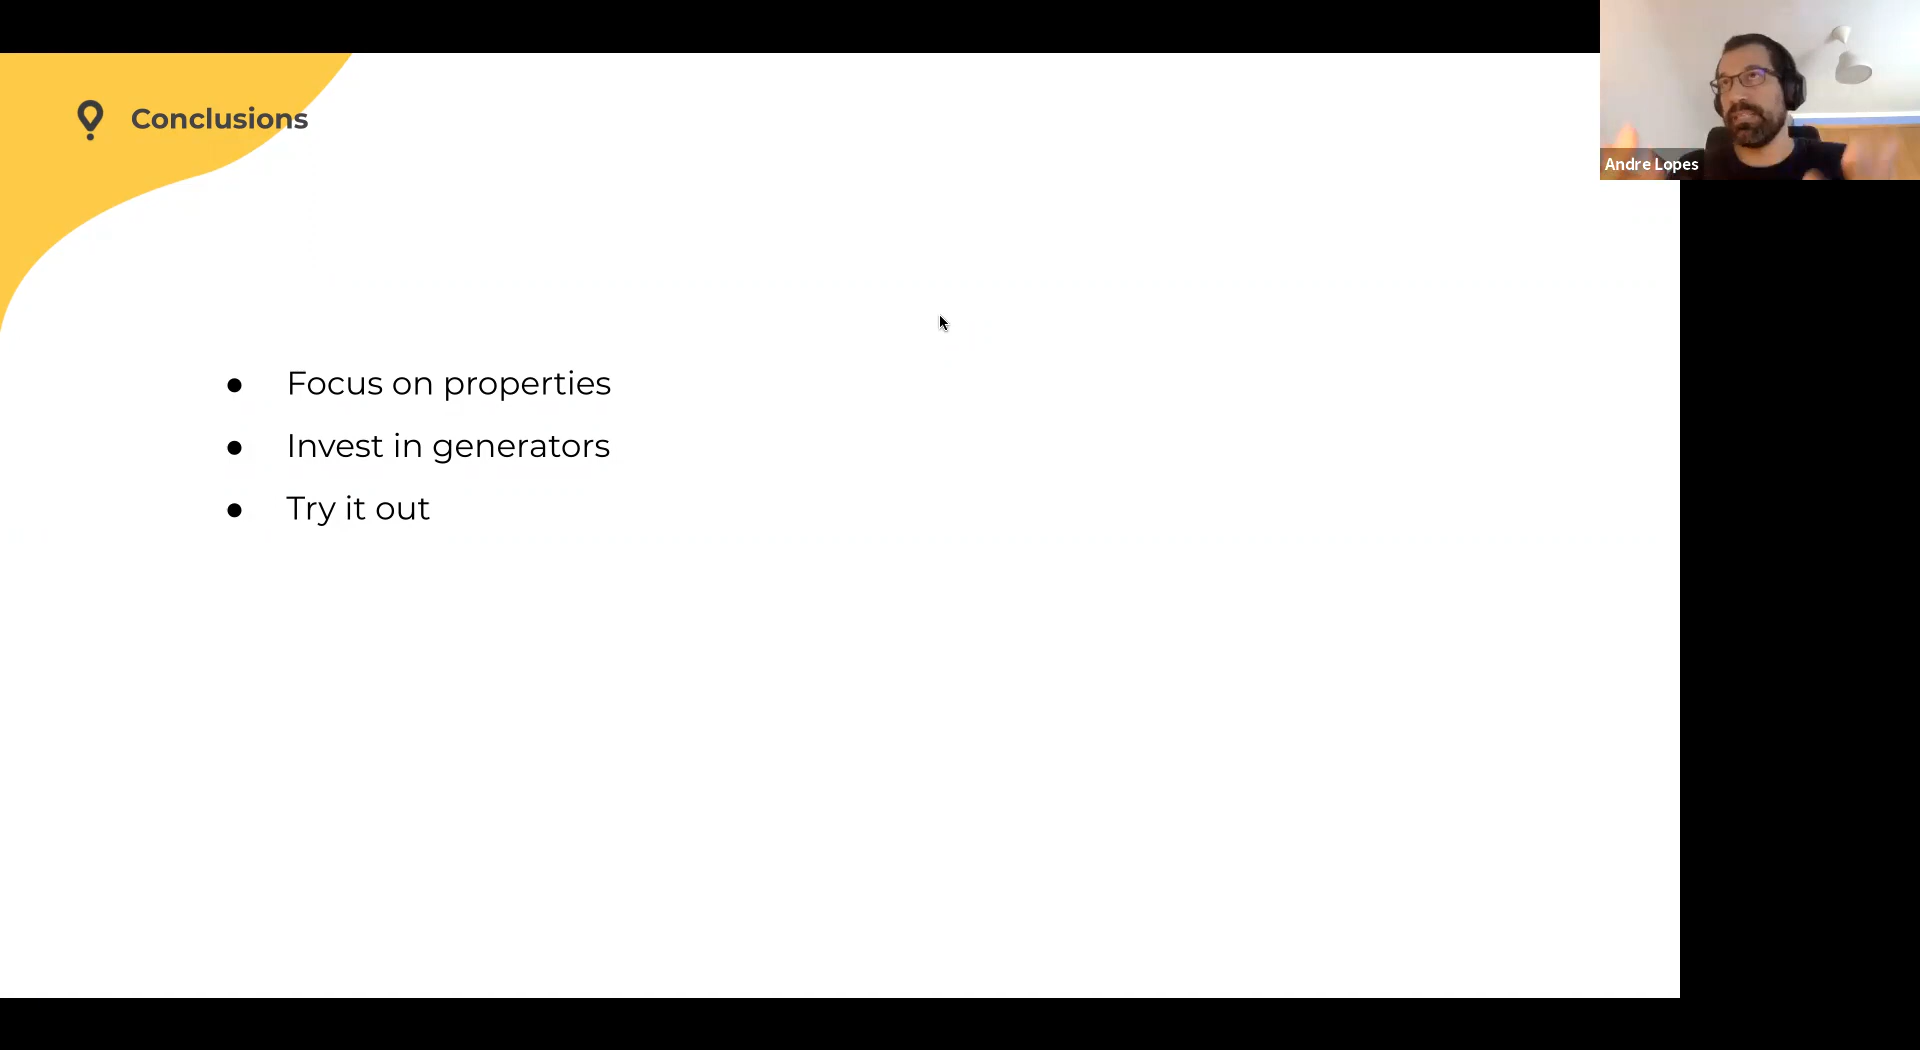 Conclusions
Andre Lopes
● Focus on properties
● Invest in generators
● Try it out